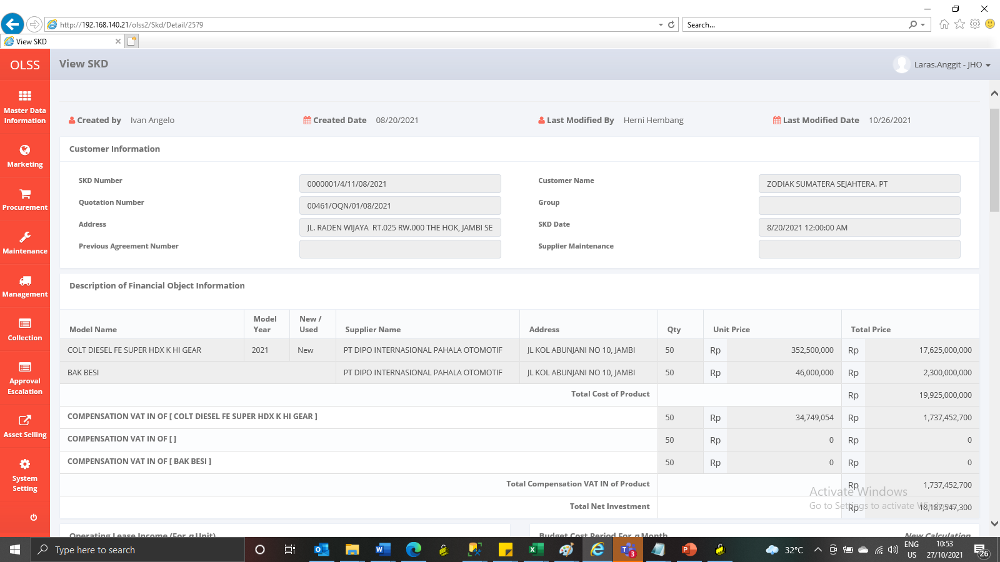 http://192.168.140.21/olss2/Skd/Detail/2579
Search...
View SKD
OLSS
View SKD
Laras.Anggit - JHO
Master Data
Information
Marketing
Procurement
Maintenance
Management
Collection
Approval
Escalation
Asset Selling
System
Setting
Created by Ivan Angelo
Created Date 08/20/2021
Last Modified By Herni Hembang
Last Modified Date 10/26/2021
Customer Information
SKD Number 0000001/4/11/08/2021 Customer Name ZODIAK SUMATERA SEJAHTERA. PT
Quotation Number 00461/OQN/01/08/2021 Group
Address JL. RADEN WIJAYA RT.025 RW.000 THE HOK, JAMBI SE SKD Date 8/20/2021 12:00:00 AM
Previous Agreement Number Supplier Maintenance
Description of Financial Object Information
Model Name Model Year New / Used Supplier Name Address Qty Unit Price Total Price
COLT DIESEL FE SUPER HDX K HI GEAR 2021 New PT DIPO INTERNASIONAL PAHALA OTOMOTIF JL KOL ABUNJANI NO 10, JAMBI 50 Rp 352,500,000 Rp 17,625,000,000
BAK BESI PT DIPO INTERNASIONAL PAHALA OTOMOTIF JL KOL ABUNJANI NO 10, JAMBI 50 Rp 46,000,000 Rp 2,300,000,000
Total Cost of Product Rp 19,925,000,000
COMPENSATION VAT IN OF [ COLT DIESEL FE SUPER HDX K HI GEAR ] 50 Rp 34,749,054 Rp 1,737,452,700
COMPENSATION VAT IN OF [ ] 50 Rp 0 Rp 0
COMPENSATION VAT IN OF [ BAK BESI ] 50 Rp 0 Rp 0
Total Compensation VAT IN of Product Rp 1,737,452,700
Total Net Investment Rp 18,187,547,300
Activate Windows
Go to Settings to activate Windows.
Operating Lease Income (For a Unit)
Budget Cost Period For a Month
New Calculation
Type here to search
3
32°C
ENG
US
10:53
27/10/2021
26